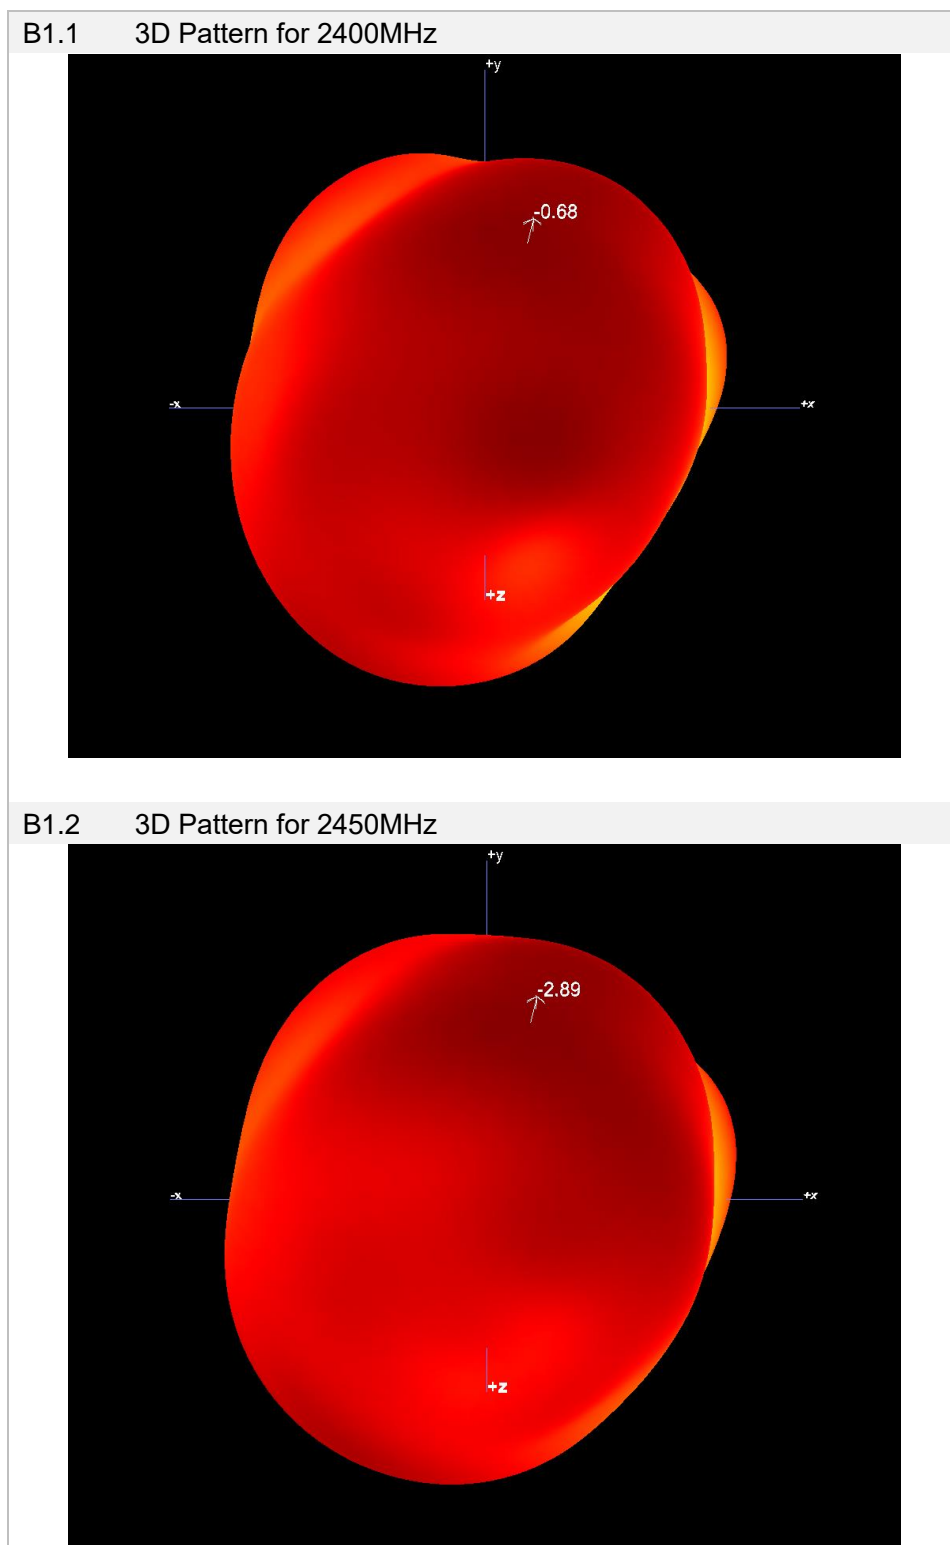 B1.1 3D Pattern for 2400MHz
+y
-0.68
-x
+x
+z
B1.2 3D Pattern for 2450MHz
+y
-2.89
-x
+x
+z